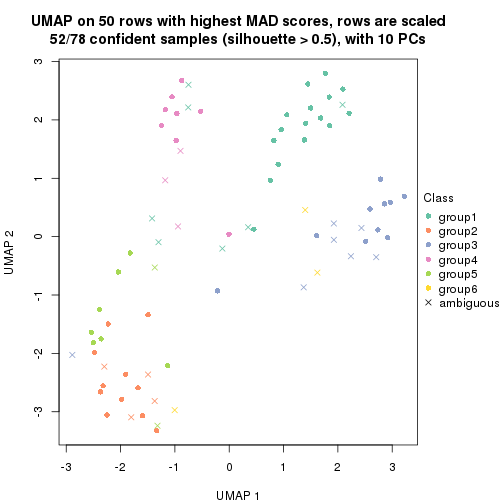 UMAP on 50 rows with highest MAD scores, rows are scaled
52/78 confident samples (silhouette > 0.5), with 10 PCs
3
2
1
0
-1
-2
-3
UMAP 2
-3 -2 -1 0 1 2 3
UMAP 1
Class
group1
group2
group3
group4
group5
group6
ambiguous